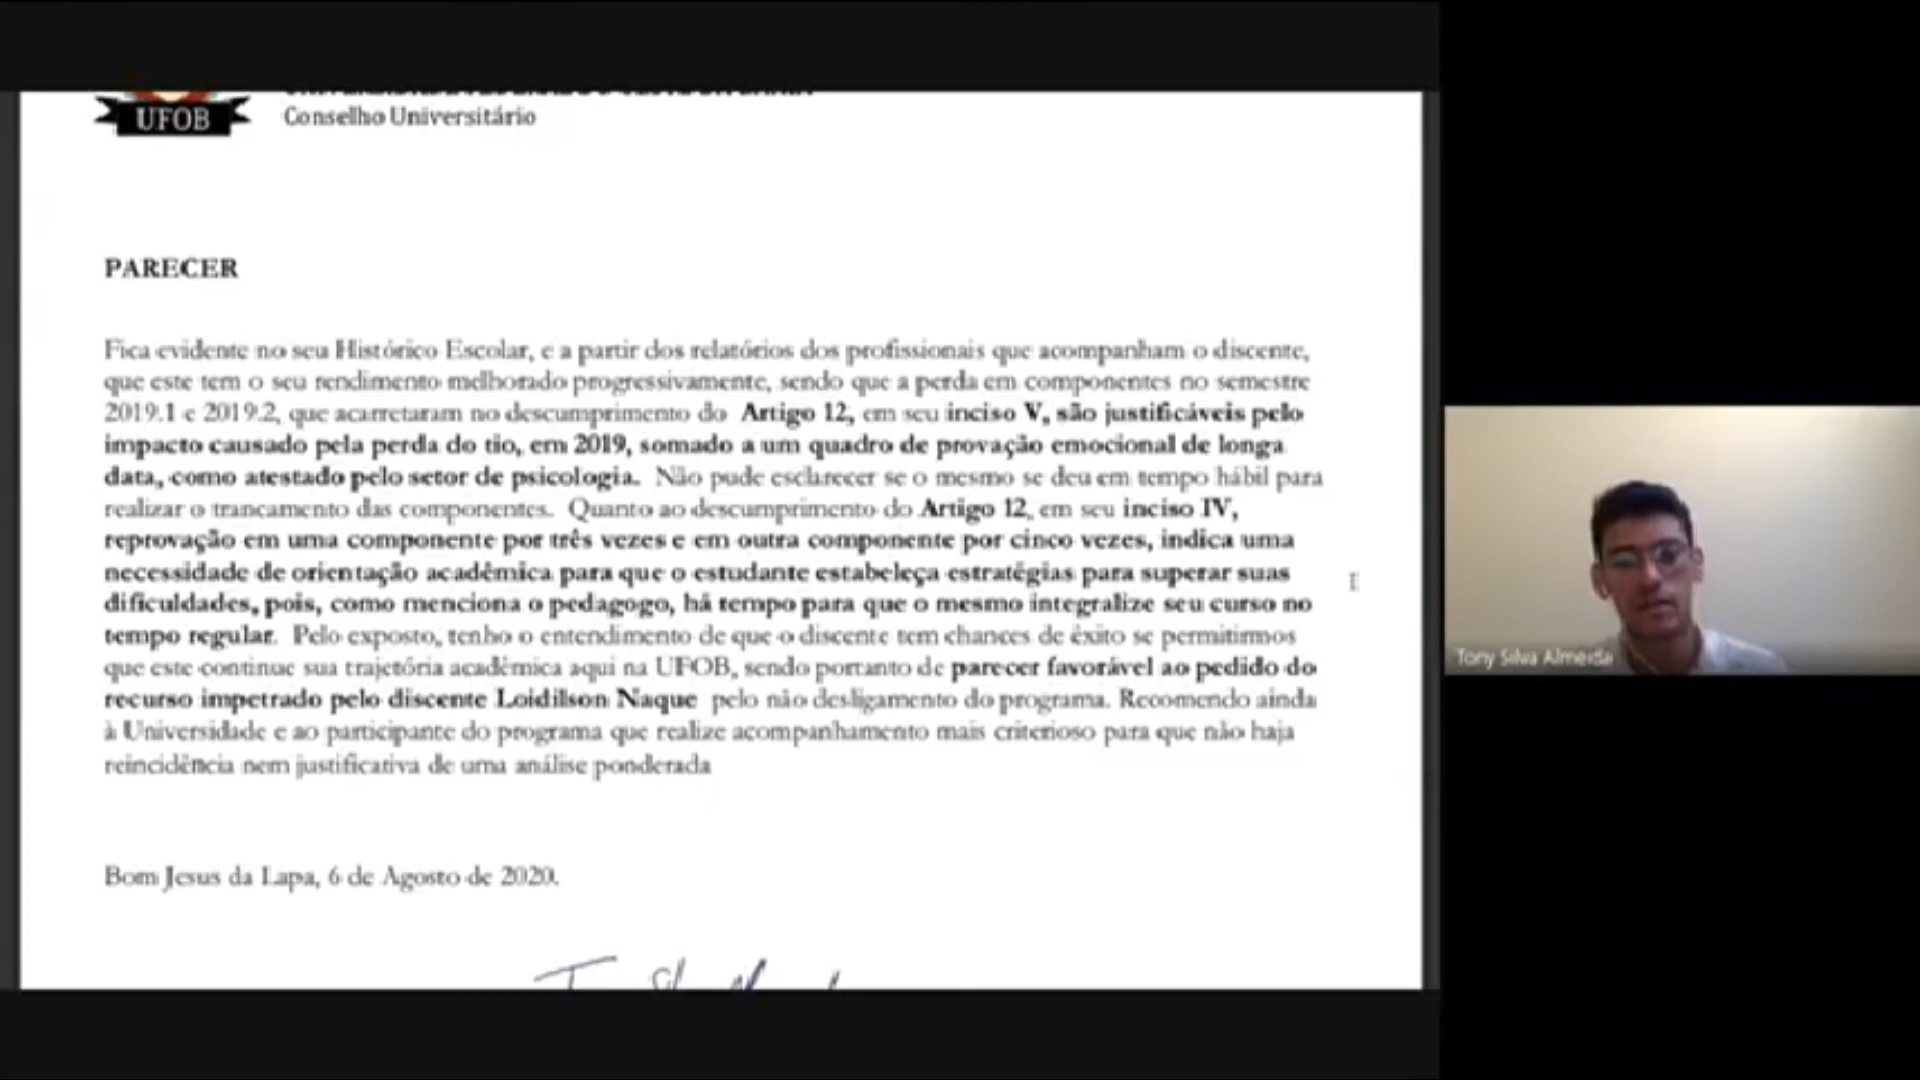 UFOB
Conselho Universitário
PARECER
Fica evidente no seu Histórico Escolar, e a partir dos relatórios dos profissionais que acompanham o discente,
que este tem o seu rendimento melhorado progressivamente, sendo que a perda em componentes no semestre
2019.1 e 2019.2, que acarretaram no descumprimento do Artigo 12, em seu inciso V, são justificáveis pelo
impacto causado pela perda do tio, em 2019, somado a um quadro de provação emocional de longa
data, como atestado pelo setor de psicologia. Não pude esclarecer se o mesmo se deu em tempo hábil para
realizar o trancamento das componentes. Quanto ao descumprimento do Artigo 12, em seu inciso IV,
reprovação em uma componente por três vezes e em outra componente por cinco vezes, indica uma
necessidade de orientação acadêmica para que o estudante estabeleça estratégias para superar suas
dificuldades, pois, como menciona o pedagogo, há tempo para que o mesmo integralize seu curso no
tempo regular. Pelo exposto, tenho o entendimento de que o discente tem chances de êxito se permitirmos
que este continue sua trajetória acadêmica aqui na UFOB, sendo portanto de parecer favorável ao pedido do
recurso impetrado pelo discente Loidilson Naque pelo não desligamento do programa. Recomendo ainda
à Universidade e ao participante do programa que realize acompanhamento mais criterioso para que não haja
reincidência nem justificativa de uma análise ponderada
Bom Jesus da Lapa, 6 de Agosto de 2020.
Tony Silva Almeida